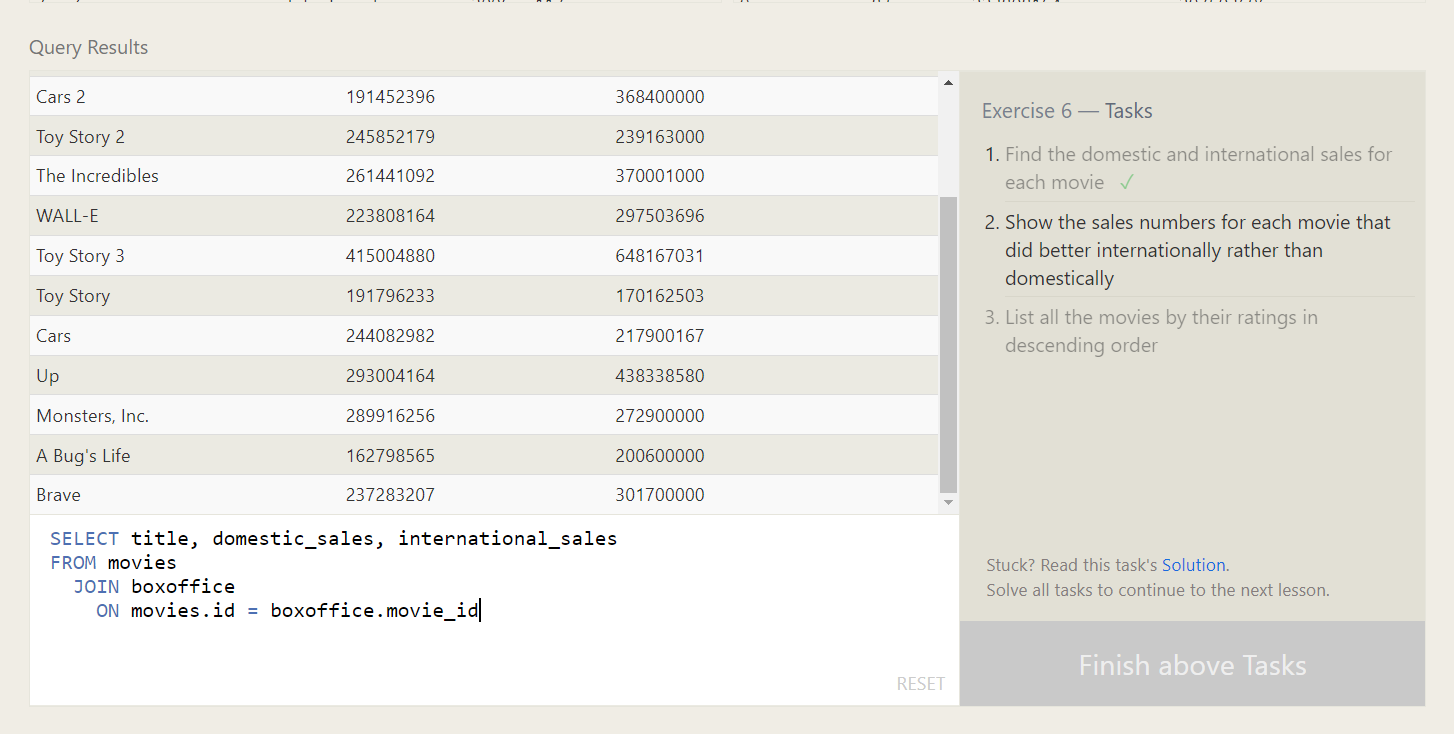 Query Results
Cars 2 191452396 368400000
Toy Story 2 245852179 239163000
The Incredibles 261441092 370001000
WALL-E 223808164 297503696
Toy Story 3 415004880 648167031
Toy Story 191796233 170162503
Cars 244082982 217900167
Up 293004164 438338580
Monsters, Inc. 289916256 272900000
A Bug's Life 162798565 200600000
Brave 237283207 301700000
SELECT title, domestic_sales, international_sales
FROM movies
JOIN boxoffice
ON movies.id = boxoffice.movie_id
RESET
Exercise 6 — Tasks
1. Find the domestic and international sales for
each movie ✓
2. Show the sales numbers for each movie that
did better internationally rather than
domestically
3. List all the movies by their ratings in
descending order
Stuck? Read this task's Solution.
Solve all tasks to continue to the next lesson.
Finish above Tasks